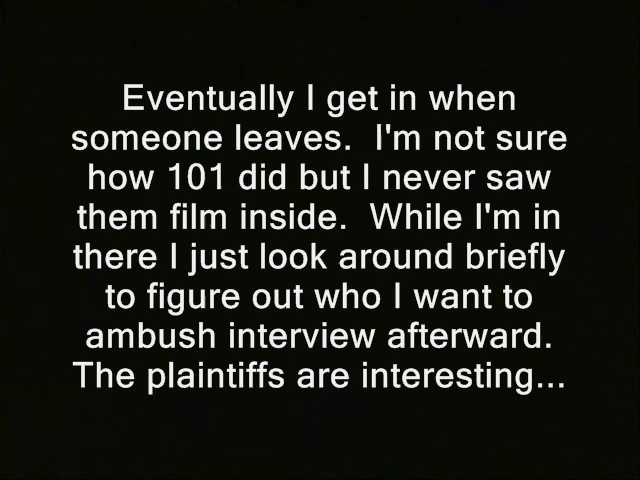 Eventually I get in when
someone leaves.  I'm not sure
how 101 did but I never saw
them film inside.  While I'm in
there I just look around briefly
to figure out who I want to
ambush interview afterward.
The plaintiffs are interesting...